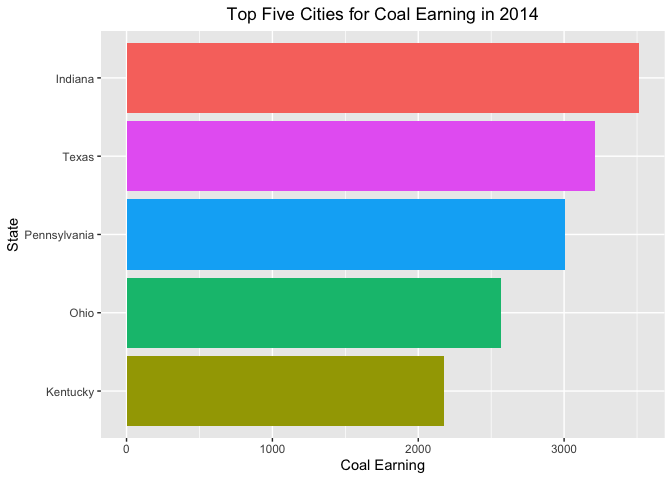 Top Five Cities for Coal Earning in 2014
State
Indiana
Texas
Pennsylvania
Ohio
Kentucky
0 1000 2000 3000
Coal Earning